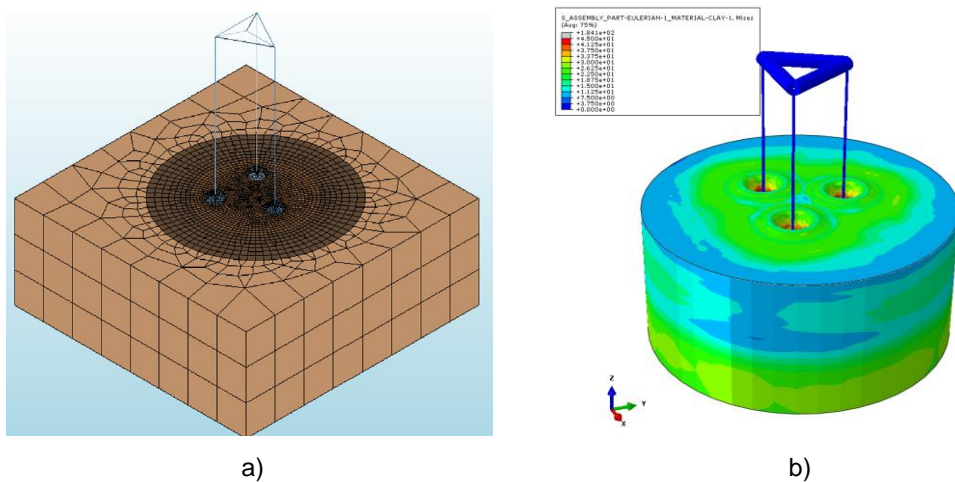 S_ASSEMBLY_PART-EULERIAN-1_MATERIAL-CLAY-1, Mises
(Avg: 75%)
+1.841e+02
+4.500e+01
+4.125e+01
+3.750e+01
+3.375e+01
+3.000e+01
+2.625e+01
+2.250e+01
+1.875e+01
+1.500e+01
+1.125e+01
+7.500e+00
+3.750e+00
+0.000e+00
Z
Y
X
a)
b)